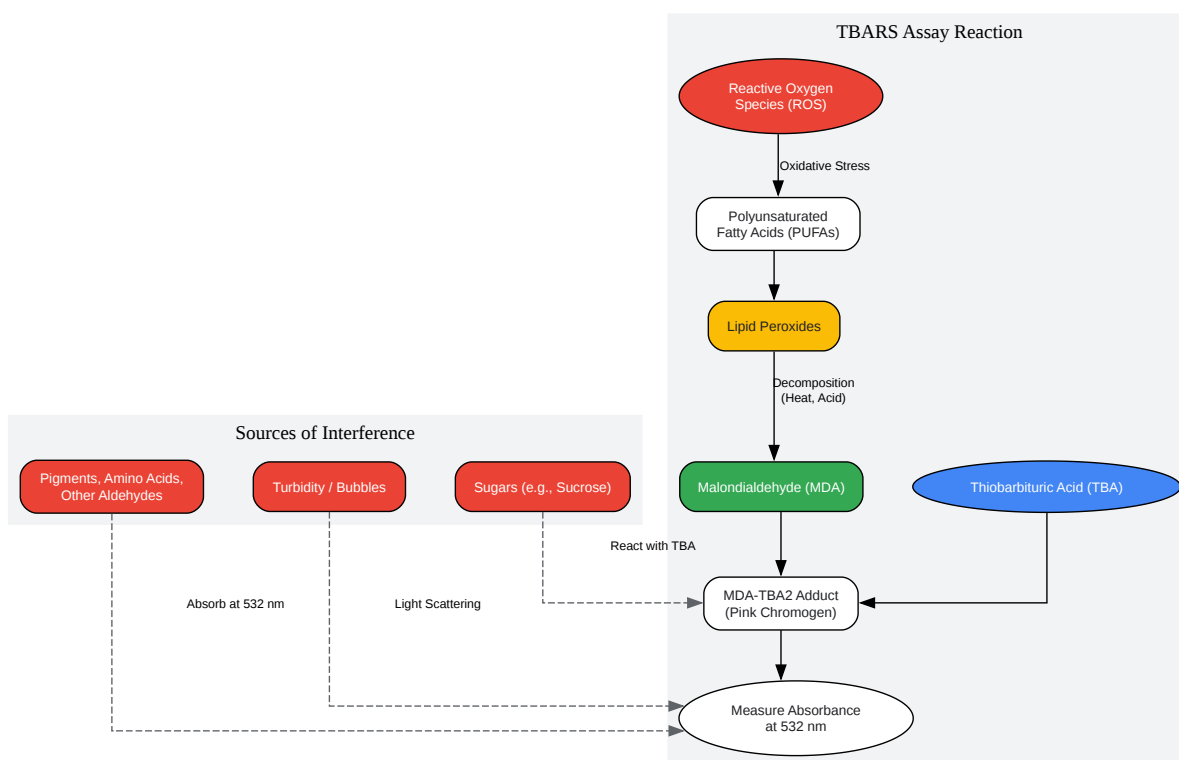 TBARS Assay Reaction
Reactive Oxygen
Species (ROS)
Oxidative Stress
Polyunsaturated
Fatty Acids (PUFAs)
Lipid Peroxides
Decomposition
(Heat, Acid)
Sources of Interference
Pigments, Amino Acids,
Other Aldehydes
Turbidity / Bubbles
Sugars (e.g., Sucrose)
Malondialdehyde (MDA)
Thiobarbituric Acid (TBA)
React with TBA
Absorb at 532 nm
Light Scattering
MDA-TBA2 Adduct
(Pink Chromogen)
Measure Absorbance
at 532 nm